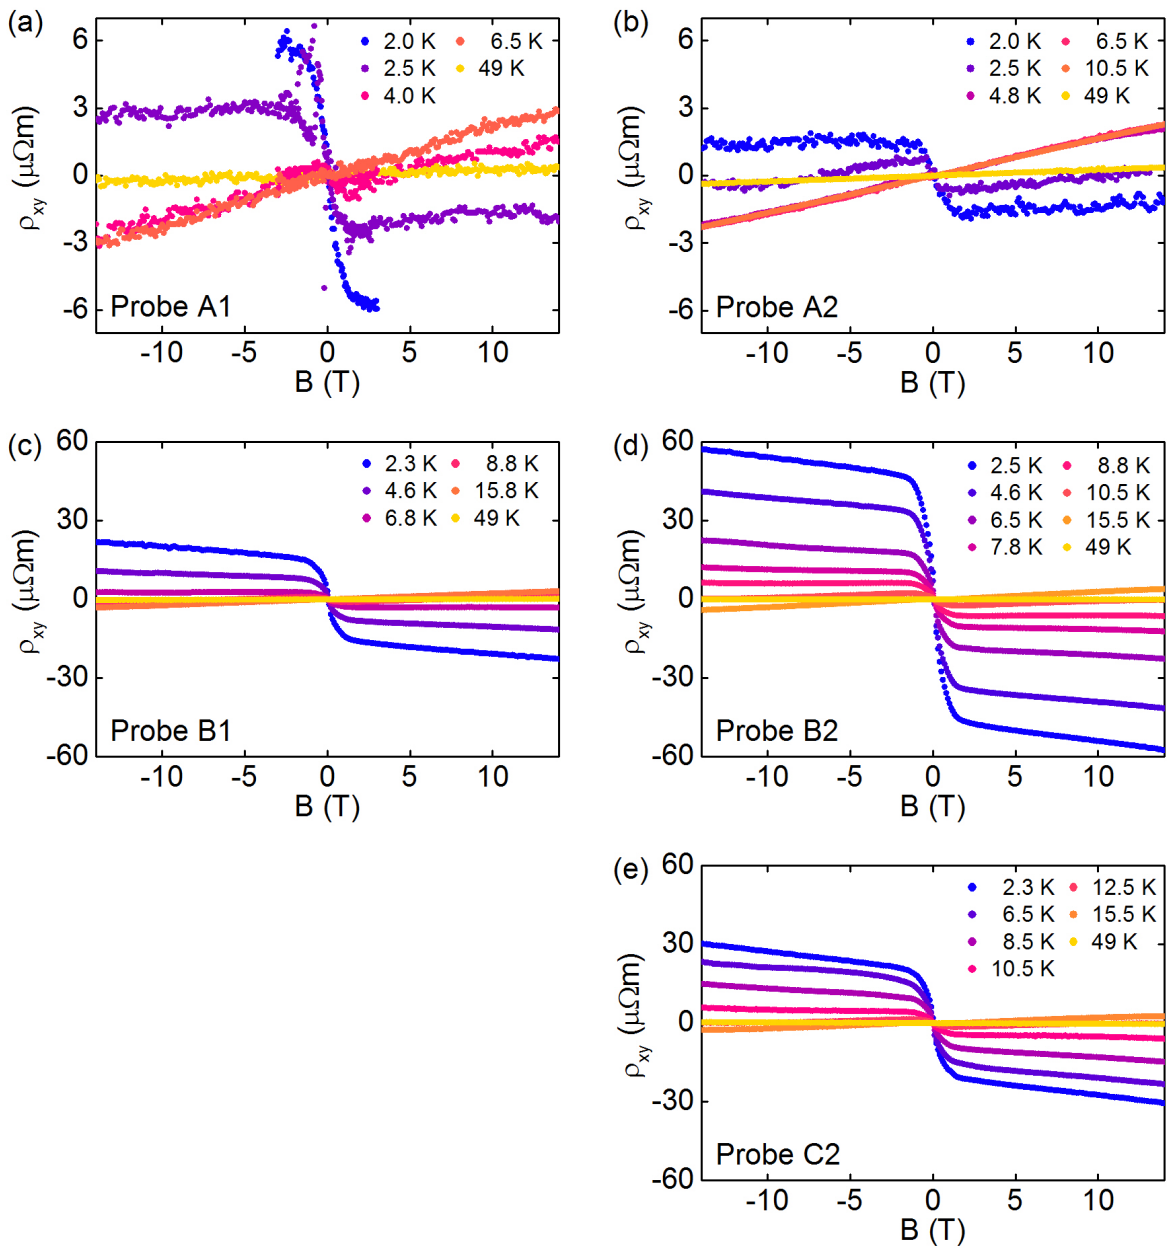 (a)
6
3
0
-3
-6
ρxy (μΩm)
2.0 K
6.5 K
2.5 K
49 K
4.0 K
Probe A1
-10 -5 0 5 10
B (T)
(b)
6
3
0
-3
-6
ρxy (μΩm)
2.0 K
6.5 K
2.5 K
10.5 K
4.8 K
49 K
Probe A2
-10 -5 0 5 10
B (T)
(c)
60
30
0
-30
-60
ρxy (μΩm)
2.3 K
8.8 K
4.6 K
15.8 K
6.8 K
49 K
Probe B1
-10 -5 0 5 10
B (T)
(d)
60
30
0
-30
-60
ρxy (μΩm)
2.5 K
8.8 K
4.6 K
10.5 K
6.5 K
15.5 K
7.8 K
49 K
Probe B2
-10 -5 0 5 10
B (T)
(e)
60
30
0
-30
-60
ρxy (μΩm)
2.3 K
12.5 K
6.5 K
15.5 K
8.5 K
49 K
10.5 K
Probe C2
-10 -5 0 5 10
B (T)